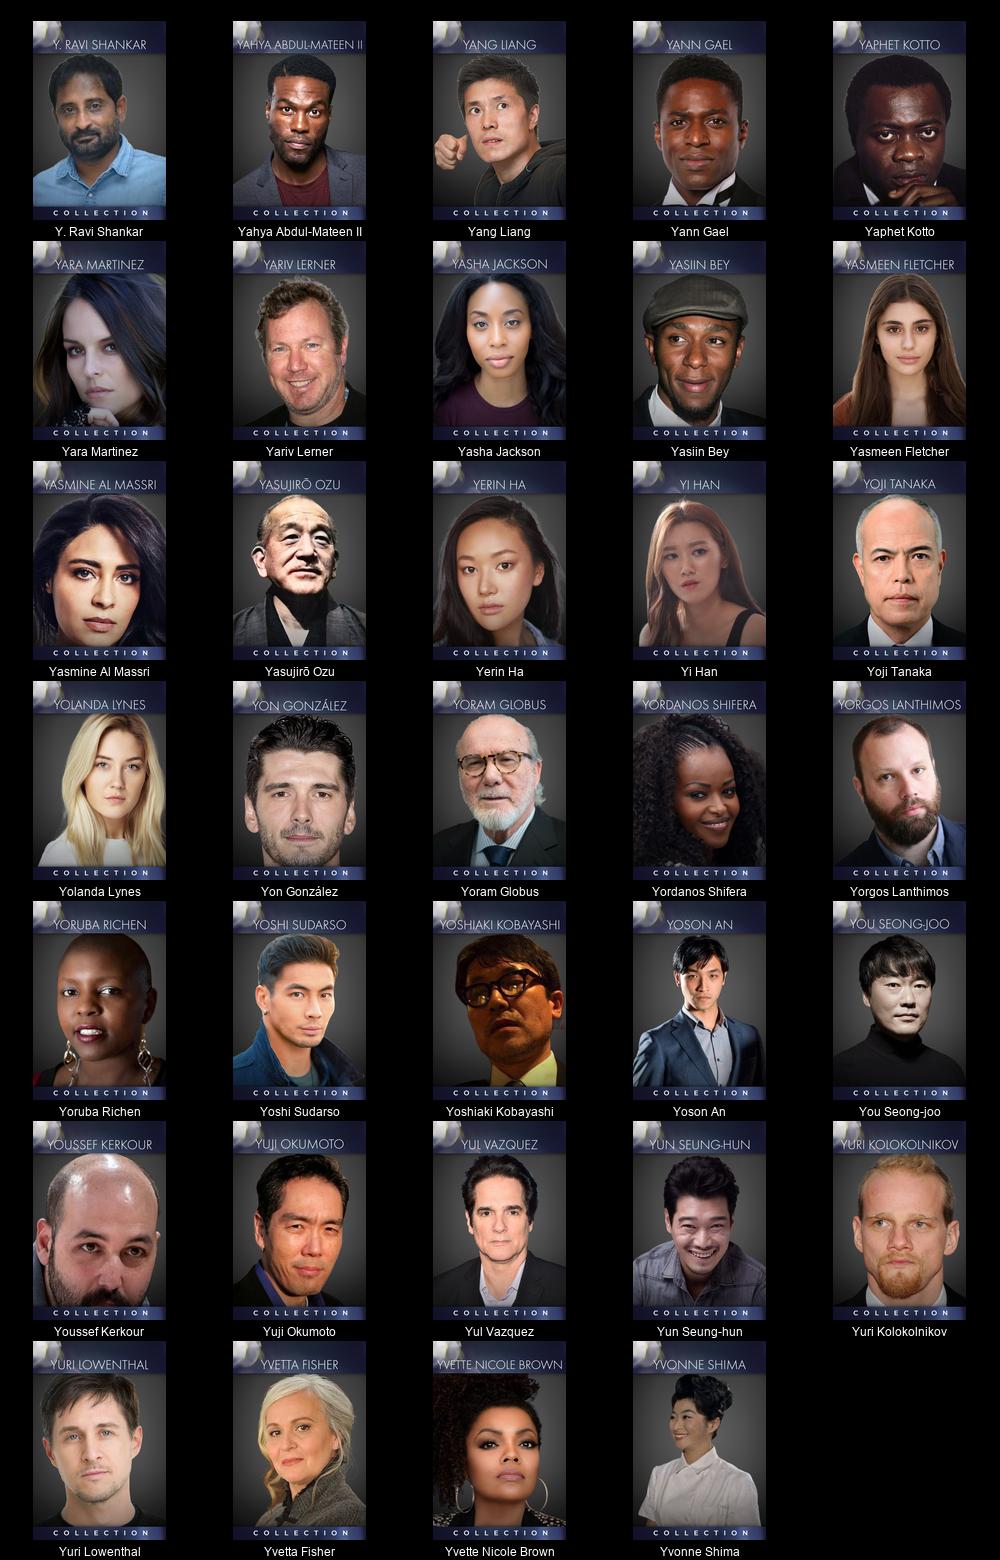 Y. RAVI SHANKAR
YAHYA ABDUL-MATEEN II
YANG LIANG
YANN GAEL
YAPHET KOTTO
COLLECTION
COLLECTION
COLLECTION
COLLECTION
COLLECTION
Y. Ravi Shankar
Yahya Abdul-Mateen II
Yang Liang
Yann Gael
Yaphet Kotto
YARA MARTINEZ
YARIV LERNER
YASHA JACKSON
YASIIN BEY
YASMEEN FLETCHER
COLLECTION
COLLECTION
COLLECTION
COLLECTION
COLLECTION
Yara Martinez
Yariv Lerner
Yasha Jackson
Yasiin Bey
Yasmeen Fletcher
YASMINE AL MASSRI
YASUJIRŌ OZU
YERIN HA
YI HAN
YOJI TANAKA
COLLECTION
COLLECTION
COLLECTION
COLLECTION
COLLECTION
Yasmine Al Massri
Yasujirō Ozu
Yerin Ha
Yi Han
Yoji Tanaka
YOLANDA LYNES
YON GONZÁLEZ
YORAM GLOBUS
YORDANOS SHIFERA
YORGOS LANTHIMOS
COLLECTION
COLLECTION
COLLECTION
COLLECTION
COLLECTION
Yolanda Lynes
Yon González
Yoram Globus
Yordanos Shifera
Yorgos Lanthimos
YORUBA RICHEN
YOSHI SUDARSO
YOSHIAKI KOBAYASHI
YOSON AN
YOU SEONG-JOO
COLLECTION
COLLECTION
COLLECTION
COLLECTION
COLLECTION
Yoruba Richen
Yoshi Sudarso
Yoshiaki Kobayashi
Yoson An
You Seong-joo
YOUSSEF KERKOUR
YUJI OKUMOTO
YUL VAZQUEZ
YUN SEUNG-HUN
YURI KOLOKOLNIKOV
COLLECTION
COLLECTION
COLLECTION
COLLECTION
COLLECTION
Youssef Kerkour
Yuji Okumoto
Yul Vazquez
Yun Seung-hun
Yuri Kolokolnikov
YURI LOWENTHAL
YVETTA FISHER
YVETTE NICOLE BROWN
YVONNE SHIMA
COLLECTION
COLLECTION
COLLECTION
COLLECTION
Yuri Lowenthal
Yvetta Fisher
Yvette Nicole Brown
Yvonne Shima